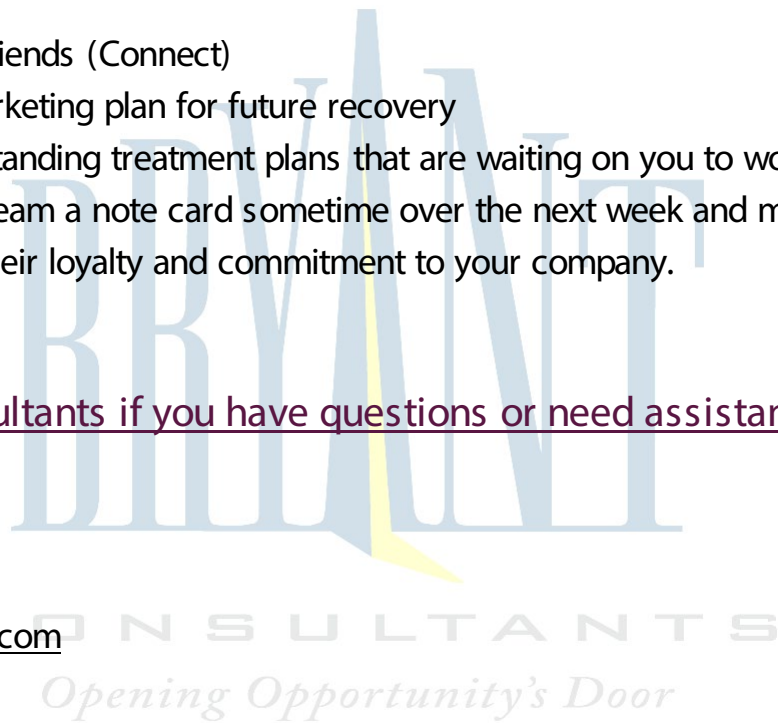 iends (Connect)
rketing plan for future recovery
tanding treatment plans that are waiting on you to wo
eam a note card sometime over the next week and m
eir loyalty and commitment to your company.
ultants if you have questions or need assistan
.com
BRYANT
ONSULTANTS
Opening Opportunity's Door